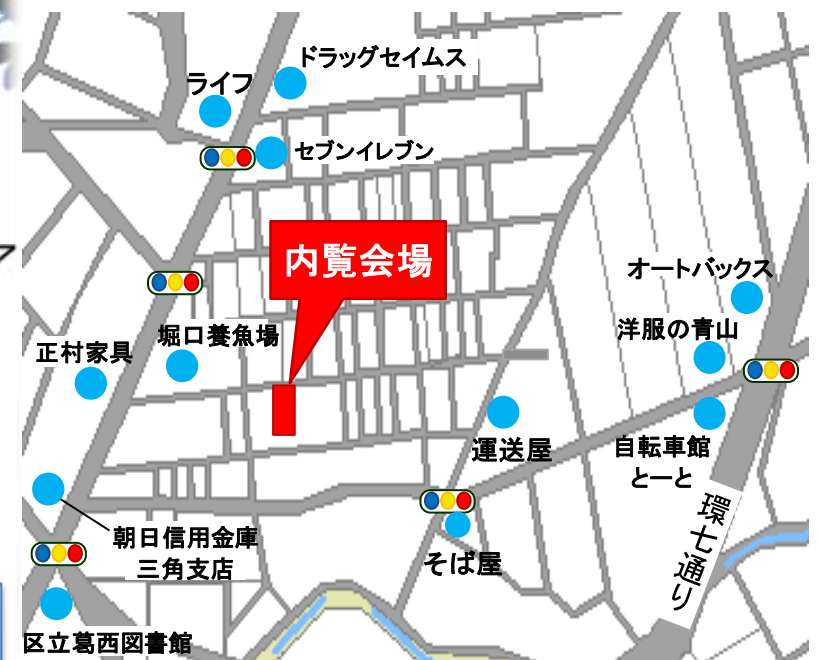 ドラッグセイムス
ライフ
セブンイレブン
ア
内覧会場
オートバックス
洋服の青山
堀口養魚場
正村家具
運送屋
自転車館
とーと
環七通り
朝日信用金庫
三角支店
そば屋
区立葛西図書館